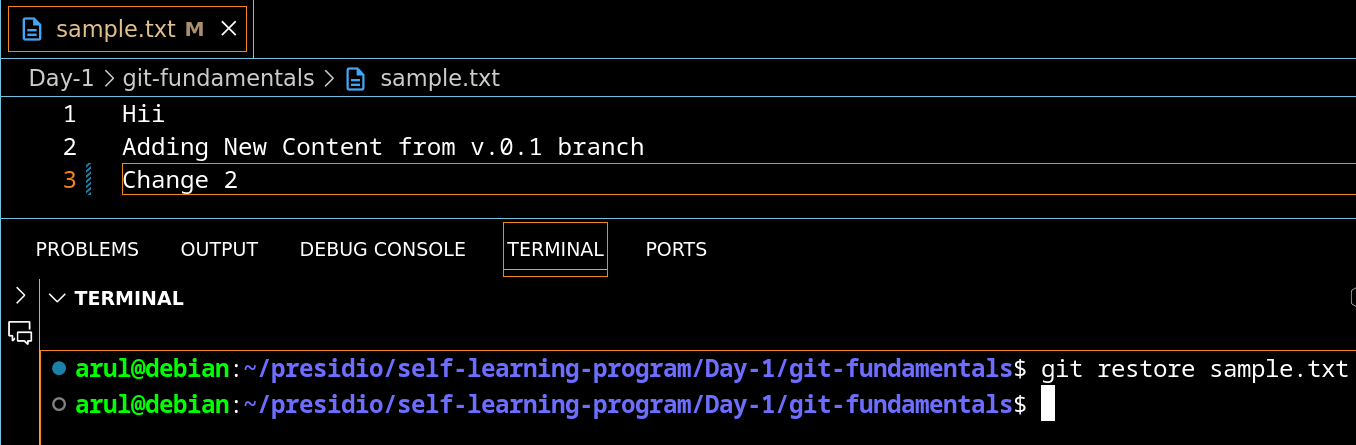 sample.txt M
Day-1 > git-fundamentals > sample.txt
1 Hii
2 Adding New Content from v.0.1 branch
3 Change 2
PROBLEMS OUTPUT DEBUG CONSOLE TERMINAL PORTS
TERMINAL
arul@debian:~/presidio/self-learning-program/Day-1/git-fundamentals$ git restore sample.txt
arul@debian:~/presidio/self-learning-program/Day-1/git-fundamentals$